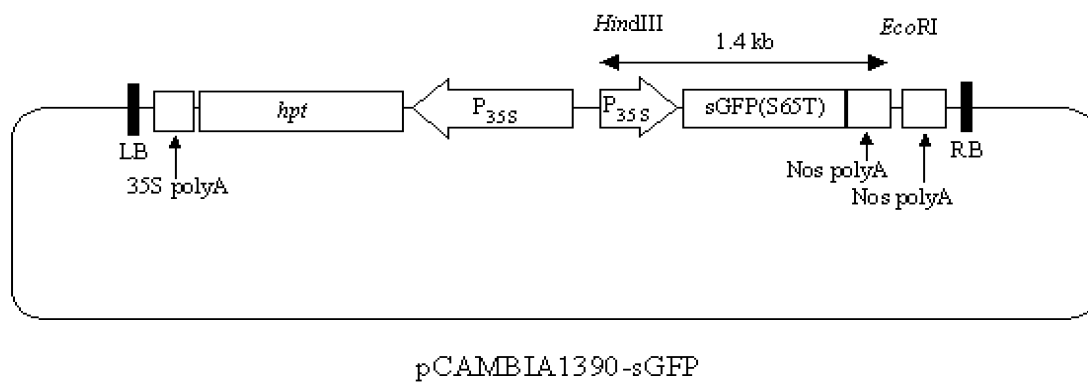 HindIII
EcoRI
1.4 kb
hpt
P35S
P35S
sGFP(S65T)
LB
RB
35S polyA
Nos polyA
Nos polyA
pCAMBIA1390-sGFP